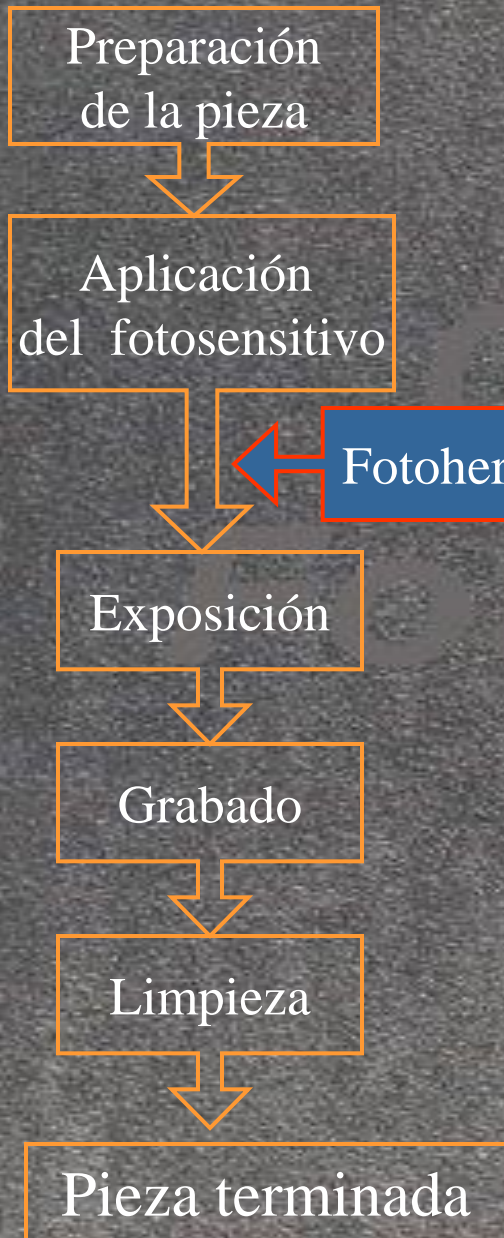 Preparación
de la pieza
Aplicación
del fotosensitivo
Exposición
Grabado
Limpieza
Pieza terminada